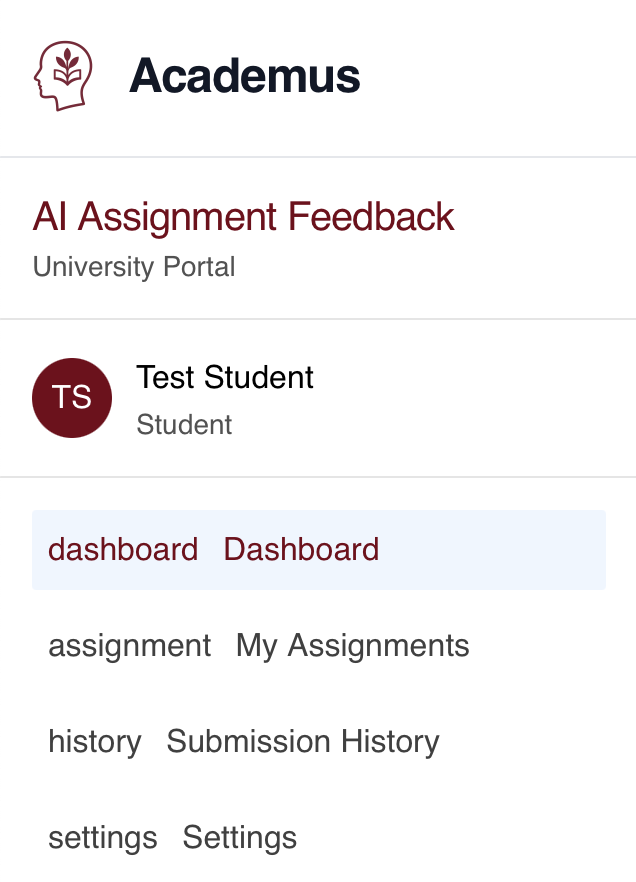 Academus
AI Assignment Feedback
University Portal
TS
Test Student
Student
dashboard Dashboard
assignment My Assignments
history Submission History
settings Settings